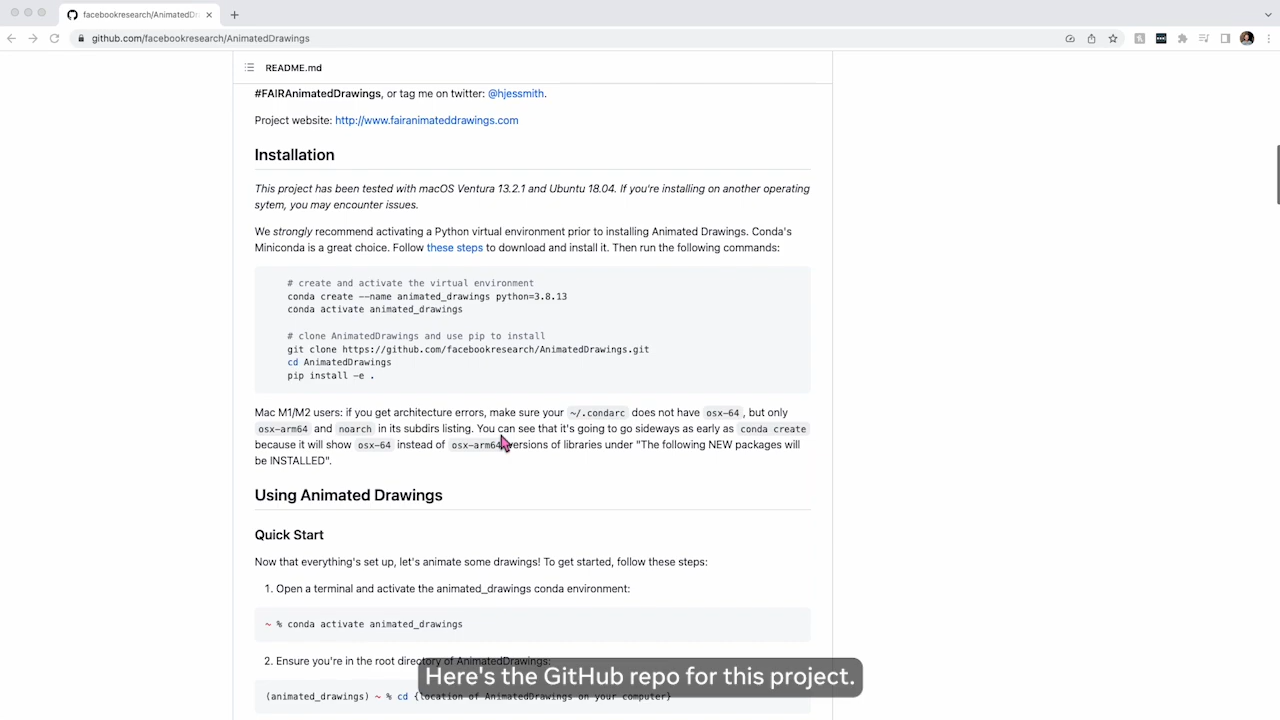 facebookresearch/AnimatedDr
github.com/facebookresearch/AnimatedDrawings
README.md
#FAIRAnimatedDrawings, or tag me on twitter: @hjessmith.
Project website: http://www.fairanimateddrawings.com
Installation
This project has been tested with macOS Ventura 13.2.1 and Ubuntu 18.04. If you're installing on another operating
sytem, you may encounter issues.
We strongly recommend activating a Python virtual environment prior to installing Animated Drawings. Conda's
Miniconda is a great choice. Follow these steps to download and install it. Then run the following commands:
# create and activate the virtual environment
conda create --name animated_drawings python=3.8.13
conda activate animated_drawings
# clone AnimatedDrawings and use pip to install
git clone https://github.com/facebookresearch/AnimatedDrawings.git
cd AnimatedDrawings
pip install -e .
Mac M1/M2 users: if you get architecture errors, make sure your ~/.condarc does not have osx-64, but only
osx-arm64 and noarch in its subdirs listing. You can see that it's going to go sideways as early as conda create
because it will show osx-64 instead of osx-arm64 versions of libraries under "The following NEW packages will
be INSTALLED".
Using Animated Drawings
Quick Start
Now that everything's set up, let's animate some drawings! To get started, follow these steps:
1. Open a terminal and activate the animated_drawings conda environment:
~ % conda activate animated_drawings
2. Ensure you're in the root directory of AnimatedDrawings:
Here's the GitHub repo for this project.
(animated_drawings) ~ % cd {location of AnimatedDrawings on your computer}